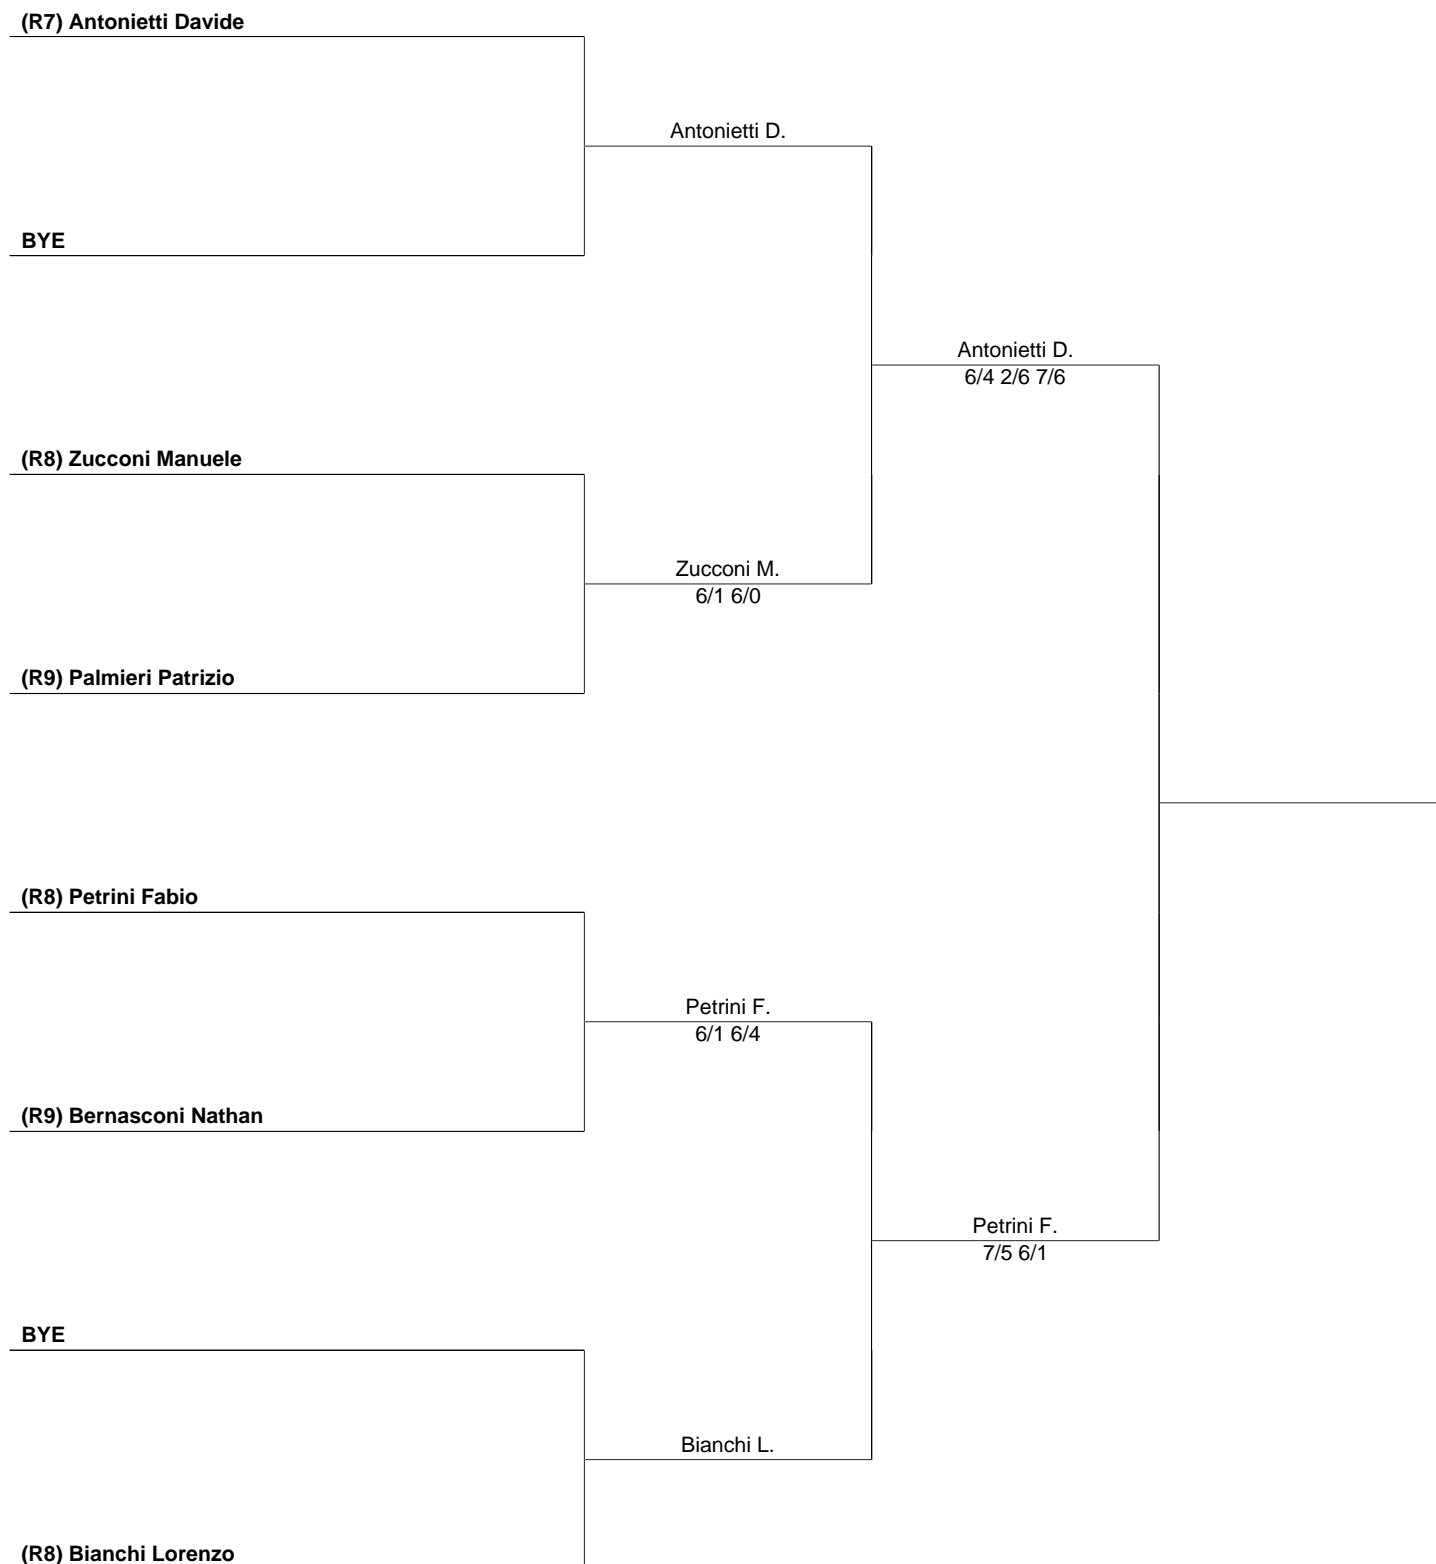 (R7) Antonietti Davide
Antonietti D.
BYE
Antonietti D.
6/4 2/6 7/6
(R8) Zucconi Manuele
Zucconi M.
6/1 6/0
(R9) Palmieri Patrizio
(R8) Petrini Fabio
Petrini F.
6/1 6/4
(R9) Bernasconi Nathan
Petrini F.
7/5 6/1
BYE
Bianchi L.
(R8) Bianchi Lorenzo